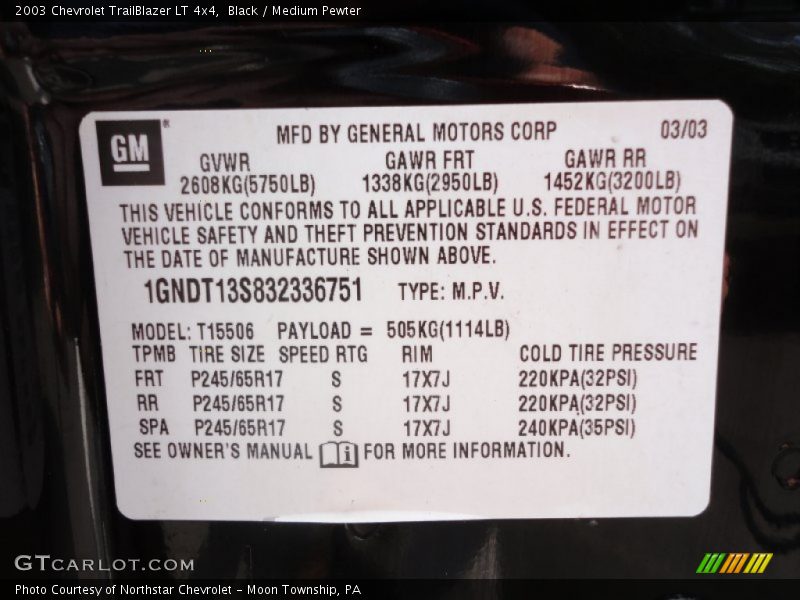 2003 Chevrolet TrailBlazer LT 4x4, Black / Medium Pewter
GM ® MFD BY GENERAL MOTORS CORP 03/03
GVWR GAWR FRT GAWR RR
2608KG(5750LB) 1338KG(2950LB) 1452KG(3200LB)
THIS VEHICLE CONFORMS TO ALL APPLICABLE U.S. FEDERAL MOTOR
VEHICLE SAFETY AND THEFT PREVENTION STANDARDS IN EFFECT ON
THE DATE OF MANUFACTURE SHOWN ABOVE.
1GNDT13S832336751 TYPE: M.P.V.
MODEL: T15506 PAYLOAD = 505KG(1114LB)
TPMB TIRE SIZE SPEED RTG RIM COLD TIRE PRESSURE
FRT P245/65R17 S 17X7J 220KPA(32PSI)
RR P245/65R17 S 17X7J 220KPA(32PSI)
SPA P245/65R17 S 17X7J 240KPA(35PSI)
SEE OWNER'S MANUAL i FOR MORE INFORMATION.
GTCARLOT.COM
Photo Courtesy of Northstar Chevrolet - Moon Township, PA